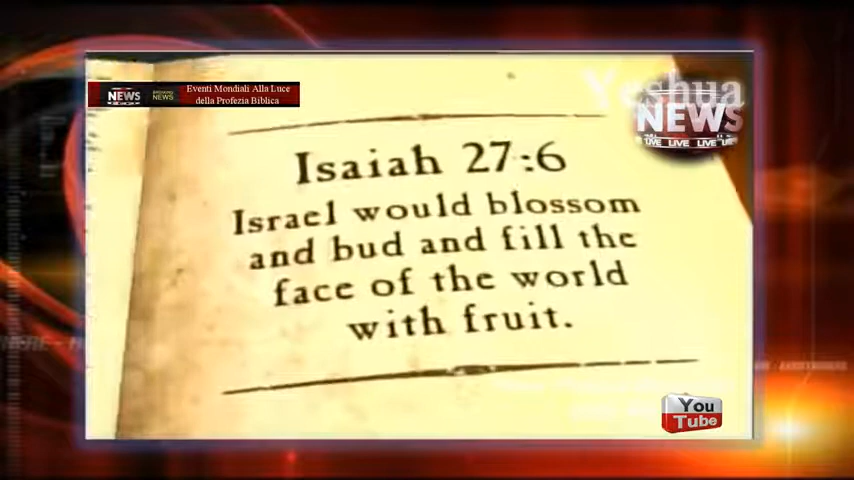 NEWS
BREAKING NEWS
Eventi Mondiali Alla Luce
della Profezia Biblica
Yeshua
NEWS
LIVE LIVE LIVE
Isaiah 27:6
Israel would blossom
and bud and fill the
face of the world
with fruit.
You
Tube